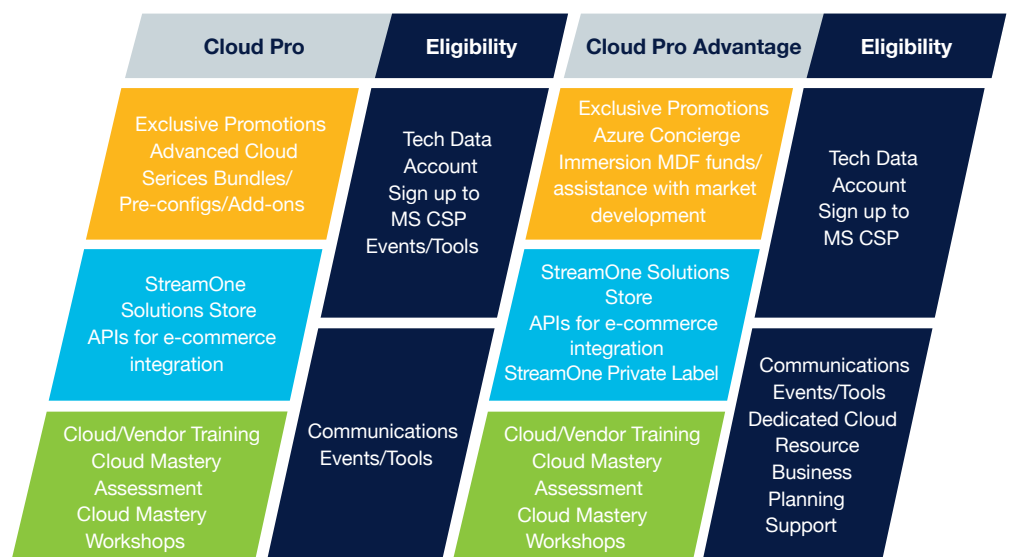 Cloud Pro
Eligibility
Cloud Pro Advantage
Eligibility
Exclusive Promotions
Advanced Cloud
Serices Bundles/
Pre-configs/Add-ons
Tech Data
Account
Sign up to
MS CSP
Events/Tools
Exclusive Promotions
Azure Concierge
Immersion MDF funds/
assistance with market
development
Tech Data
Account
Sign up to
MS CSP
StreamOne
Solutions Store
APIs for e-commerce
integration
StreamOne Solutions
Store
APIs for e-commerce
integration
StreamOne Private Label
Cloud/Vendor Training
Cloud Mastery
Assessment
Cloud Mastery
Workshops
Communications
Events/Tools
Cloud/Vendor Training
Cloud Mastery
Assessment
Cloud Mastery
Workshops
Communications
Events/Tools
Dedicated Cloud
Resource
Business
Planning
Support